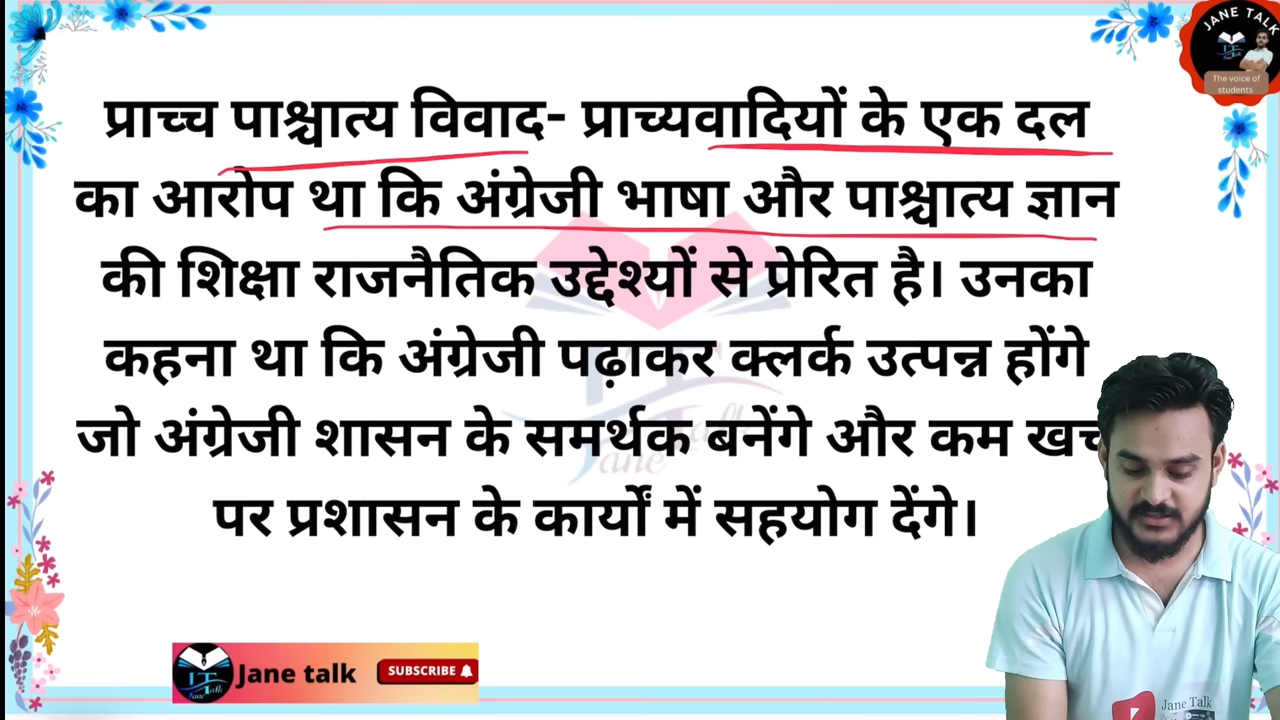 JANE TALK
The voice of
students
प्राच्च पाश्चात्य विवाद- प्राच्यवादियों के एक दल
का आरोप था कि अंग्रेजी भाषा और पाश्चात्य ज्ञान
की शिक्षा राजनैतिक उद्देश्यों से प्रेरित है। उनका
कहना था कि अंग्रेजी पढ़ाकर क्लर्क उत्पन्न होंगे
जो अंग्रेजी शासन के समर्थक बनेंगे और कम
पर प्रशासन के कार्यों में सहयोग देंगे।
Jane talk
SUBSCRIBE
Jane Talk